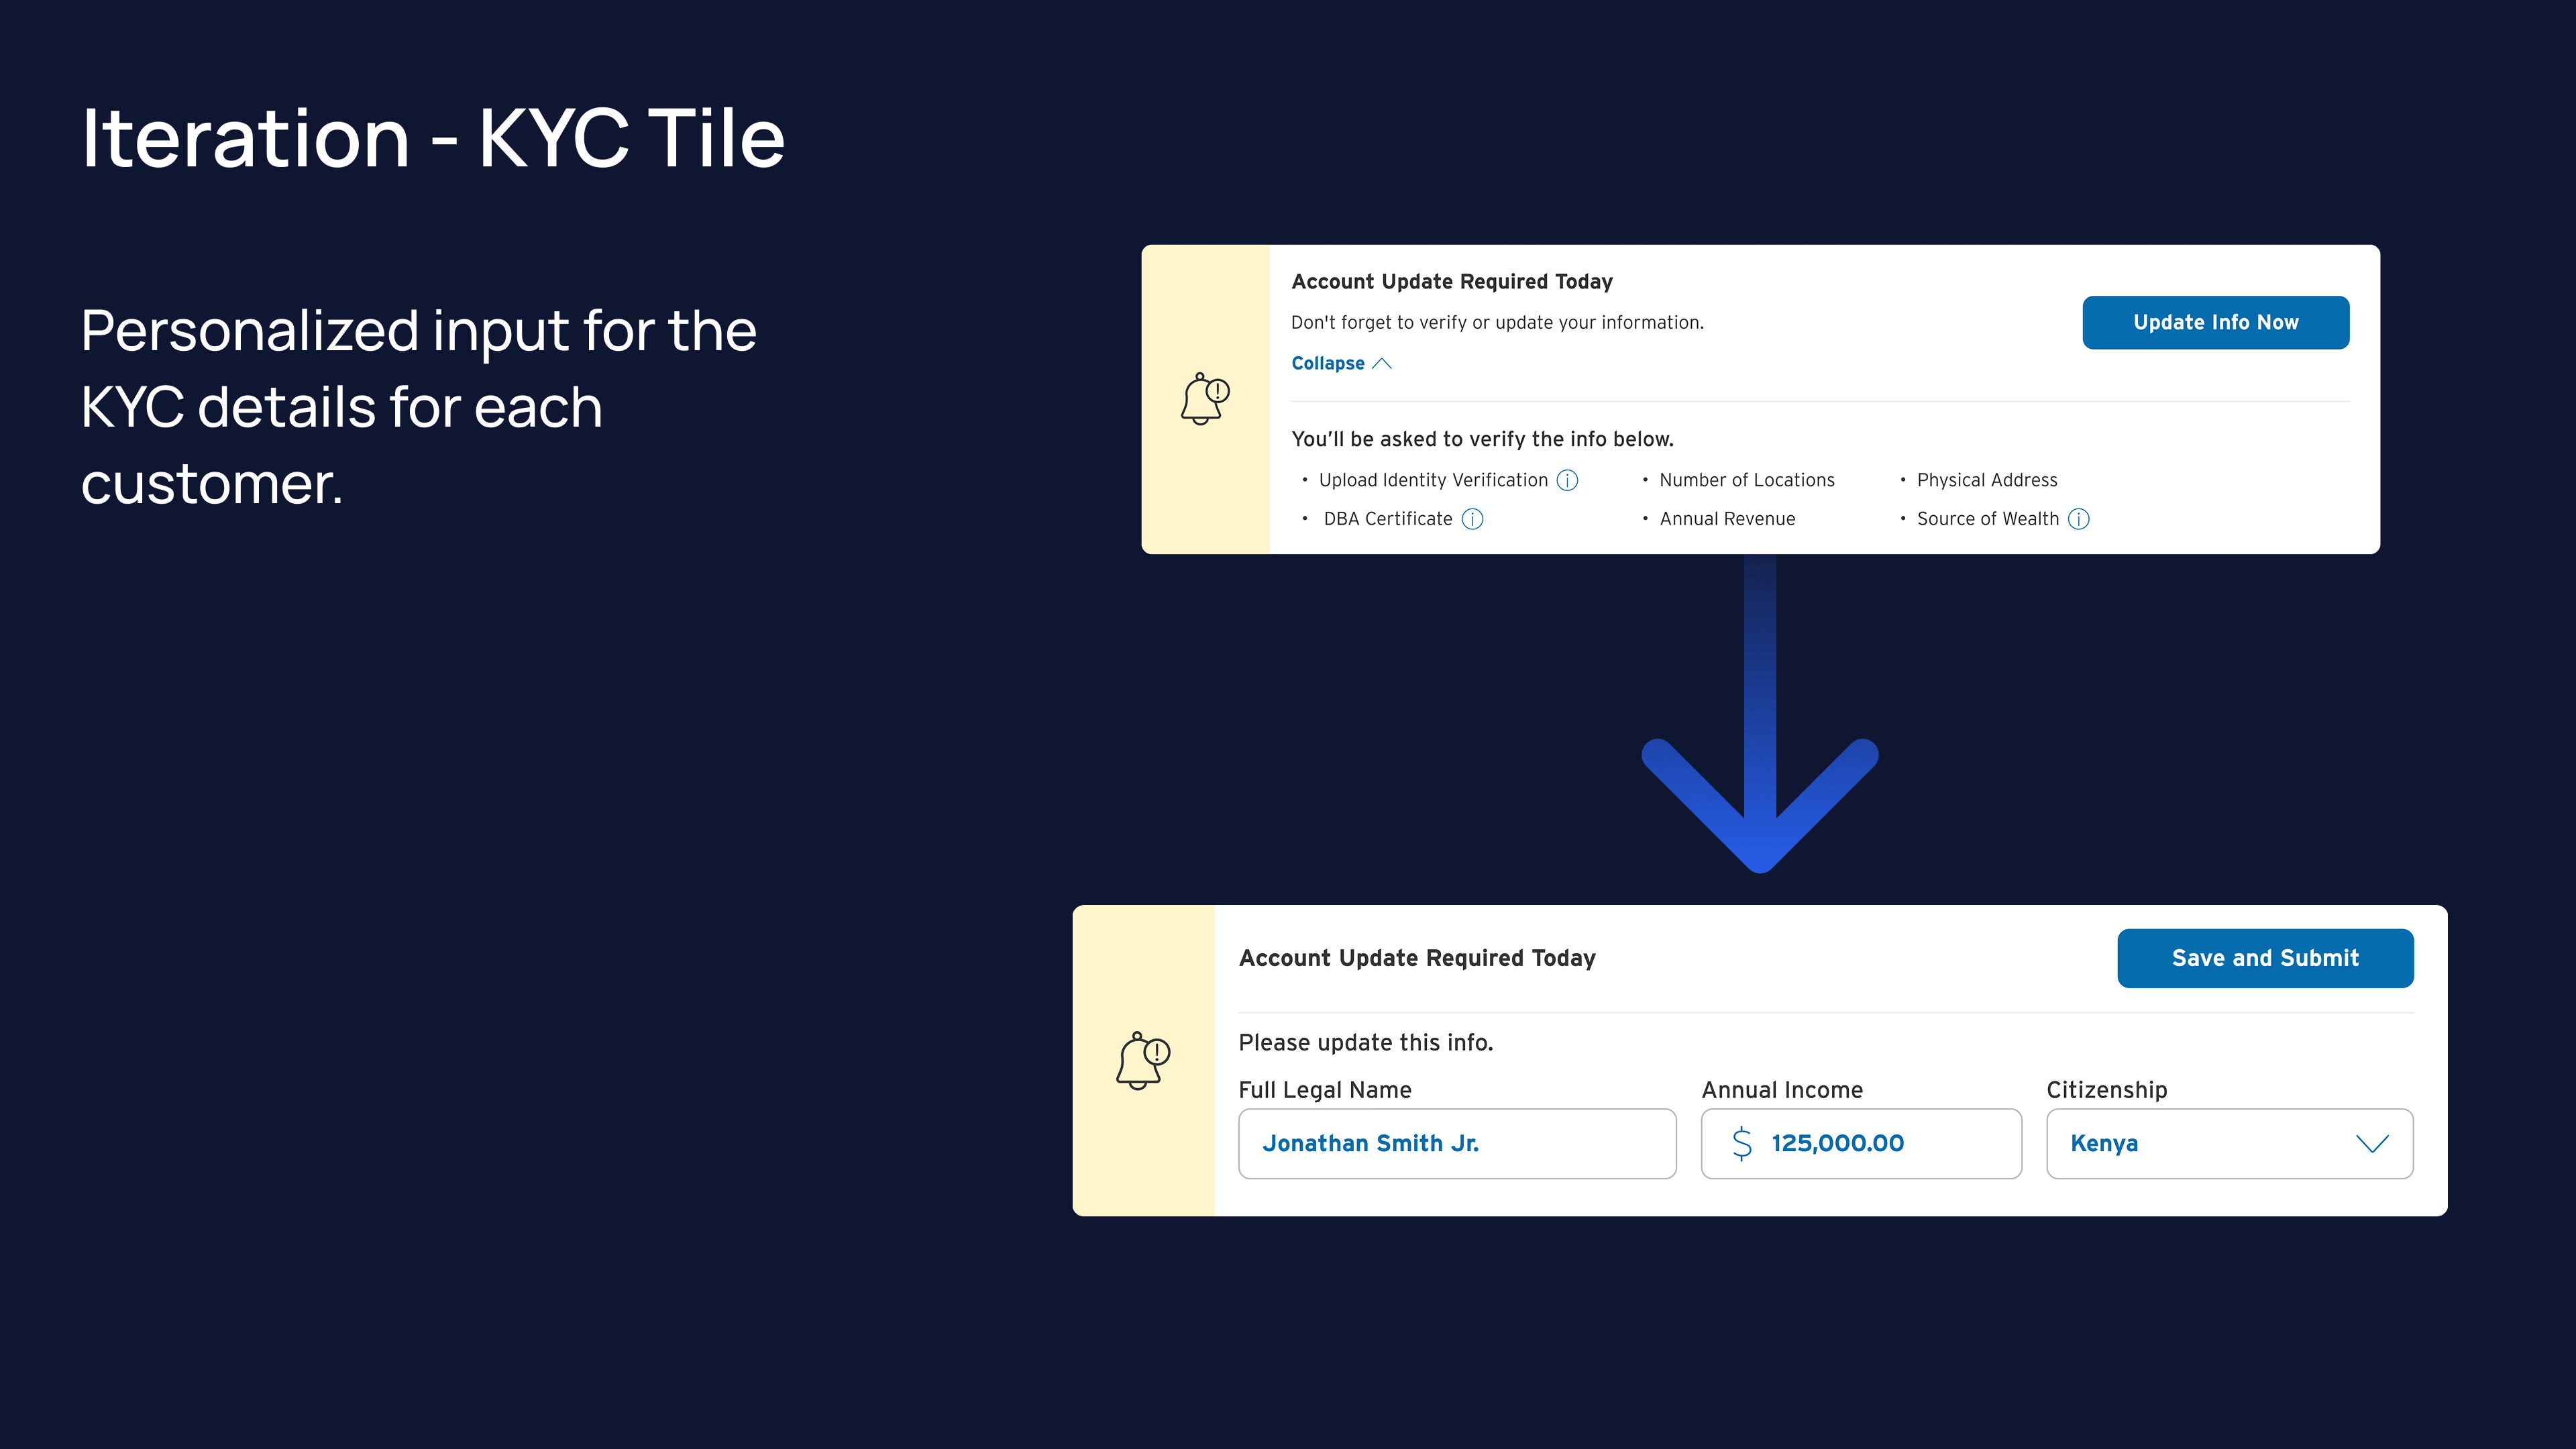 Iteration - KYC Tile
Personalized input for the
KYC details for each
customer.
Account Update Required Today
Don't forget to verify or update your information.
Update Info Now
Collapse
You’ll be asked to verify the info below.
• Upload Identity Verification ⓘ • Number of Locations • Physical Address
• DBA Certificate ⓘ • Annual Revenue • Source of Wealth ⓘ
Account Update Required Today
Save and Submit
Please update this info.
Full Legal Name Annual Income Citizenship
Jonathan Smith Jr. $ 125,000.00 Kenya